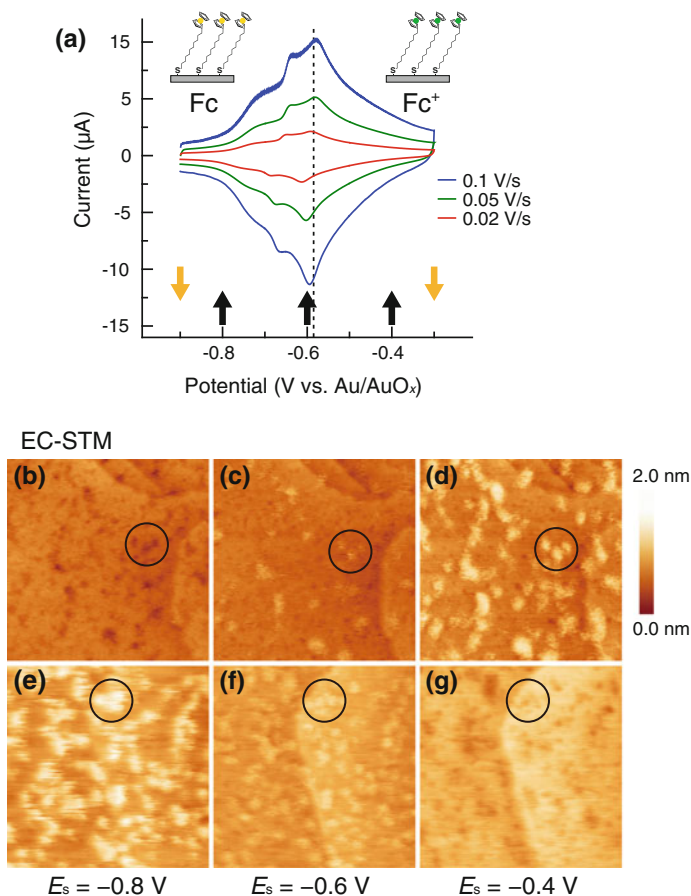 (a)
S S S
Fc
S S S
Fc⁺
Current (µA)
15
5
0
-5
-10
-15
0.1 V/s
0.05 V/s
0.02 V/s
-0.8
-0.6
-0.4
Potential (V vs. Au/AuOₓ)
EC-STM
(b)
(c)
(d)
2.0 nm
0.0 nm
(e)
(f)
(g)
Eₛ = −0.8 V
Eₛ = −0.6 V
Eₛ = −0.4 V